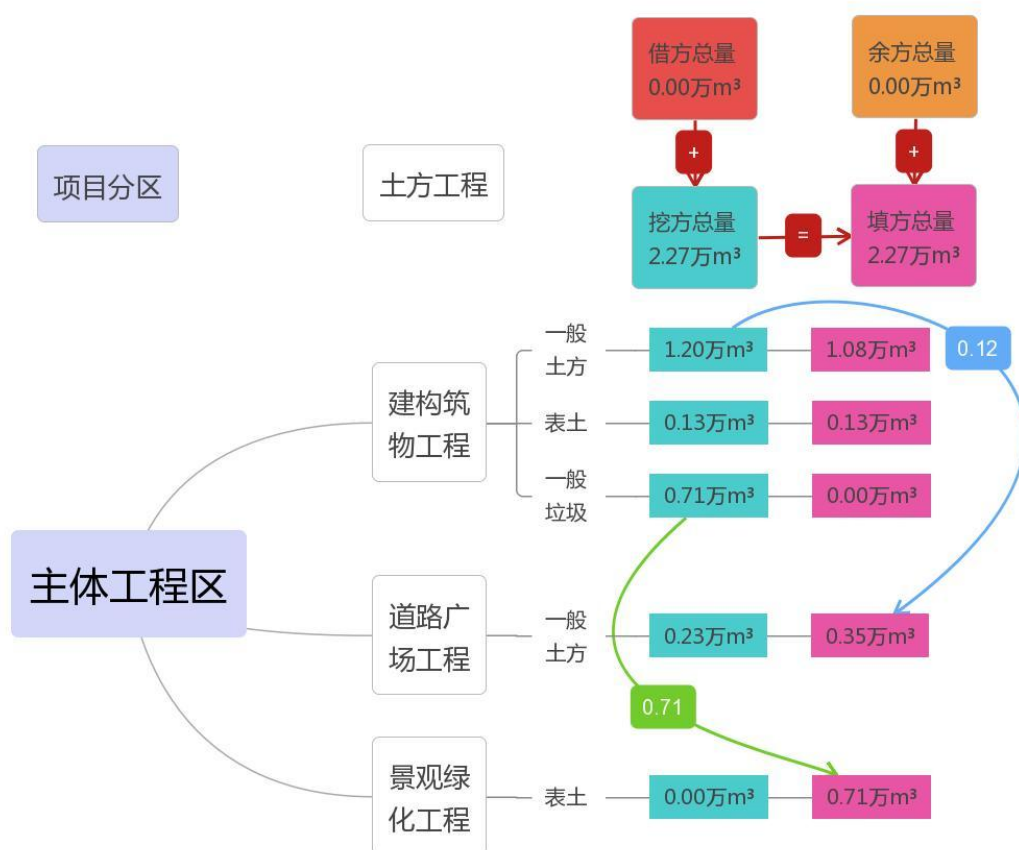 借方总量
0.00万m³
余方总量
0.00万m³
+
+
项目分区
土方工程
挖方总量
2.27万m³
=
填方总量
2.27万m³
一般
土方
1.20万m³
1.08万m³
0.12
建构筑
物工程
表土
0.13万m³
0.13万m³
一般
垃圾
0.71万m³
0.00万m³
主体工程区
道路广
场工程
一般
土方
0.23万m³
0.35万m³
0.71
景观绿
化工程
表土
0.00万m³
0.71万m³